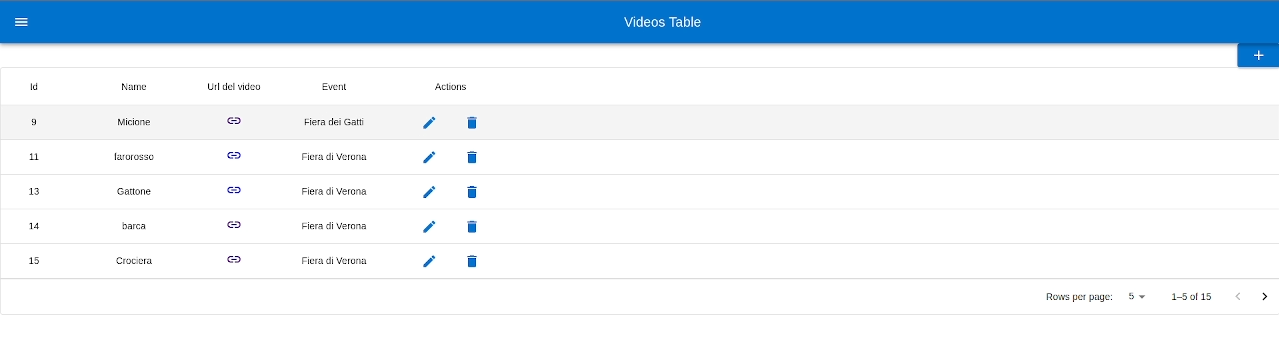 Videos Table
Id Name Url del video Event Actions
9 Micione Fiera dei Gatti
11 farorosso Fiera di Verona
13 Gattone Fiera di Verona
14 barca Fiera di Verona
15 Crociera Fiera di Verona
Rows per page: 5 1–5 of 15